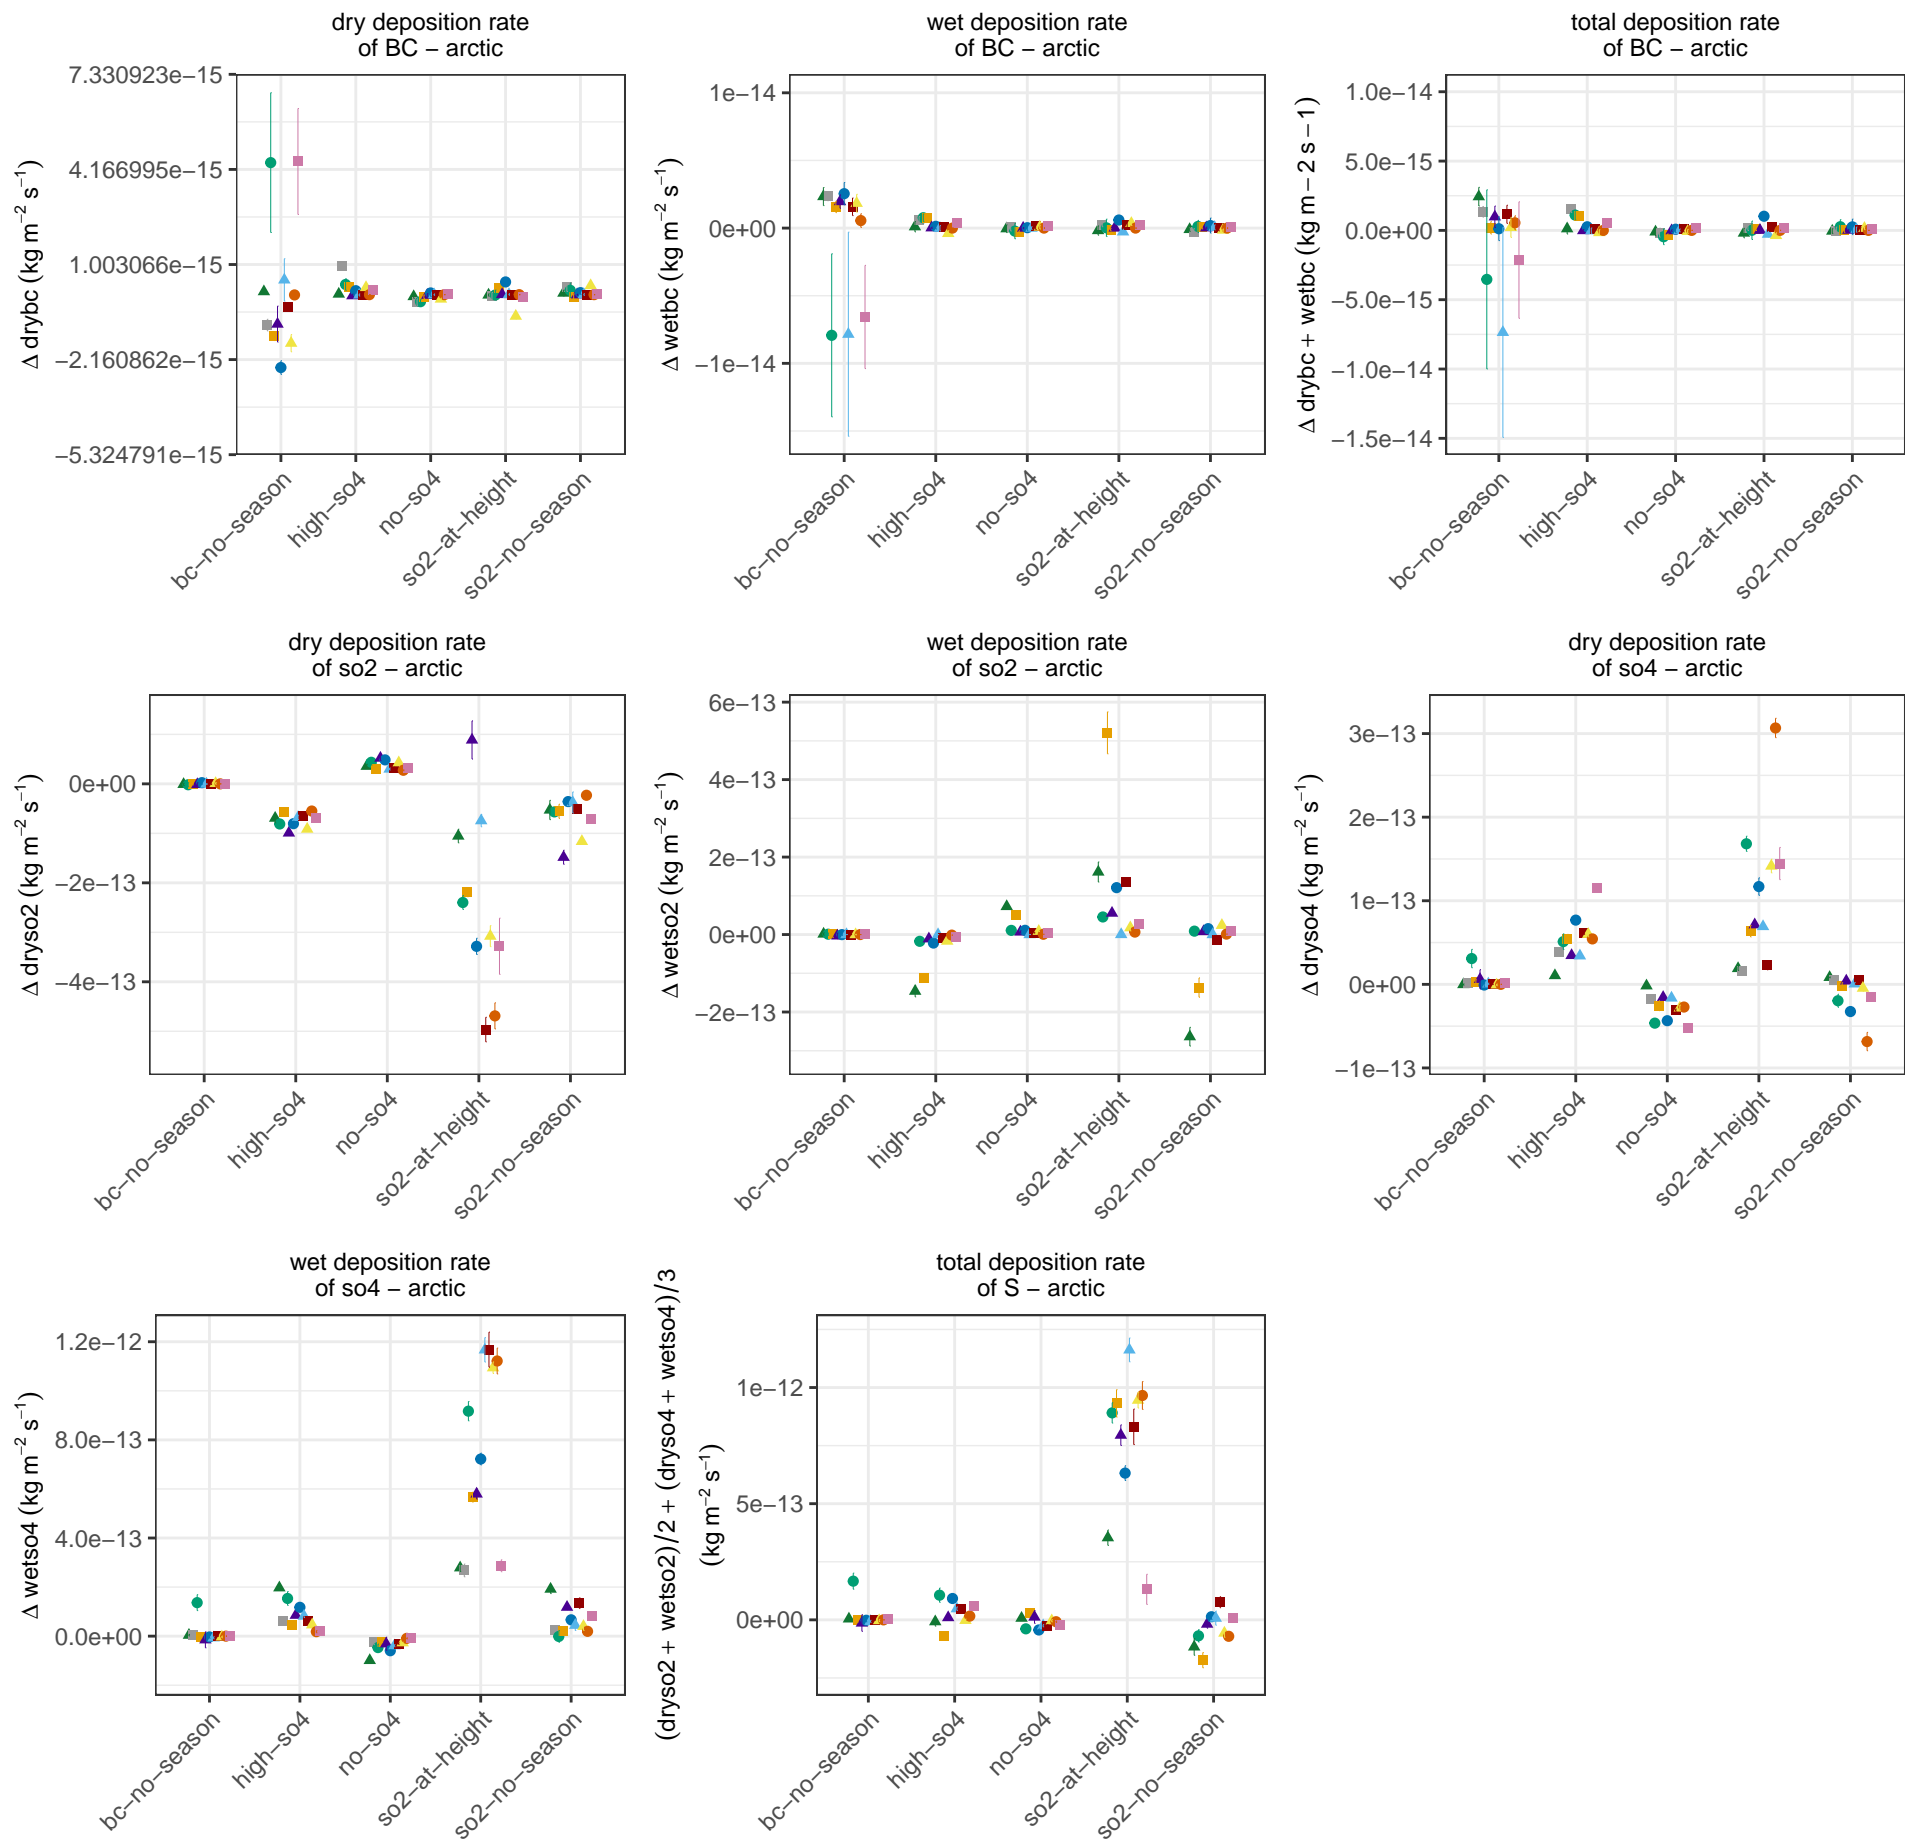 dry deposition rate
of BC − arctic
Δ drybc (kg m−2 s−1)
7.330923e−15
4.166995e−15
1.003066e−15
−2.160862e−15
−5.324791e−15
bc−no−season
high−so4
no−so4
so2−at−height
so2−no−season
wet deposition rate
of BC − arctic
Δ wetbc (kg m−2 s−1)
1e−14
0e+00
−1e−14
bc−no−season
high−so4
no−so4
so2−at−height
so2−no−season
total deposition rate
of BC − arctic
Δ drybc + wetbc (kg m − 2 s − 1)
1.0e−14
5.0e−15
0.0e+00
−5.0e−15
−1.0e−14
−1.5e−14
bc−no−season
high−so4
no−so4
so2−at−height
so2−no−season
dry deposition rate
of so2 − arctic
Δ dryso2 (kg m−2 s−1)
0e+00
−2e−13
−4e−13
bc−no−season
high−so4
no−so4
so2−at−height
so2−no−season
wet deposition rate
of so2 − arctic
Δ wetso2 (kg m−2 s−1)
6e−13
4e−13
2e−13
0e+00
−2e−13
bc−no−season
high−so4
no−so4
so2−at−height
so2−no−season
dry deposition rate
of so4 − arctic
Δ dryso4 (kg m−2 s−1)
3e−13
2e−13
1e−13
0e+00
−1e−13
bc−no−season
high−so4
no−so4
so2−at−height
so2−no−season
wet deposition rate
of so4 − arctic
Δ wetso4 (kg m−2 s−1)
1.2e−12
8.0e−13
4.0e−13
0.0e+00
bc−no−season
high−so4
no−so4
so2−at−height
so2−no−season
total deposition rate
of S − arctic
(dryso2 + wetso2)/2 + (dryso4 + wetso4)/3
(kg m−2 s−1)
1e−12
5e−13
0e+00
bc−no−season
high−so4
no−so4
so2−at−height
so2−no−season